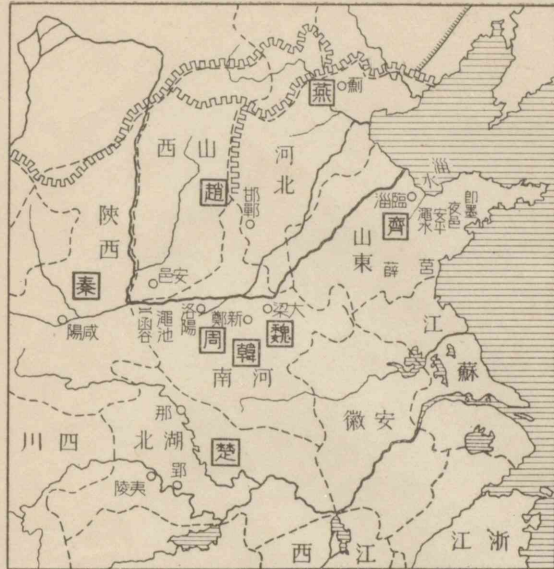 燕
薊
山西
河北
趙
邯鄲
淄水
臨淄
齊
澠水
安平
夜邑
即墨
山東
薛
莒
陝西
秦
安邑
咸陽
函谷
澠池
洛陽
周
新鄭
韓
大梁
魏
河南
江
蘇
安徽
那
湖北
楚
四川
夷陵
郢
江西
浙江